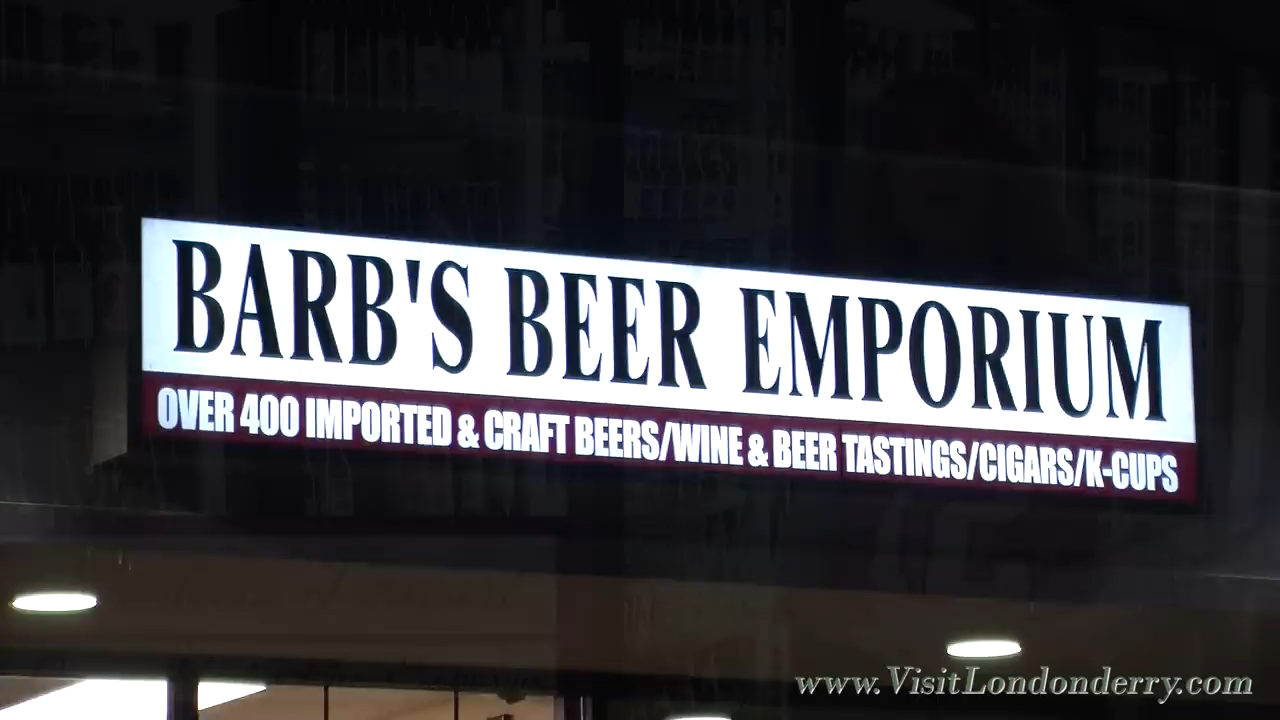 BARB'S BEER EMPORIUM
OVER 400 IMPORTED & CRAFT BEERS/WINE & BEER TASTINGS/CIGARS/K-CUPS
www.VisitLondonderry.com